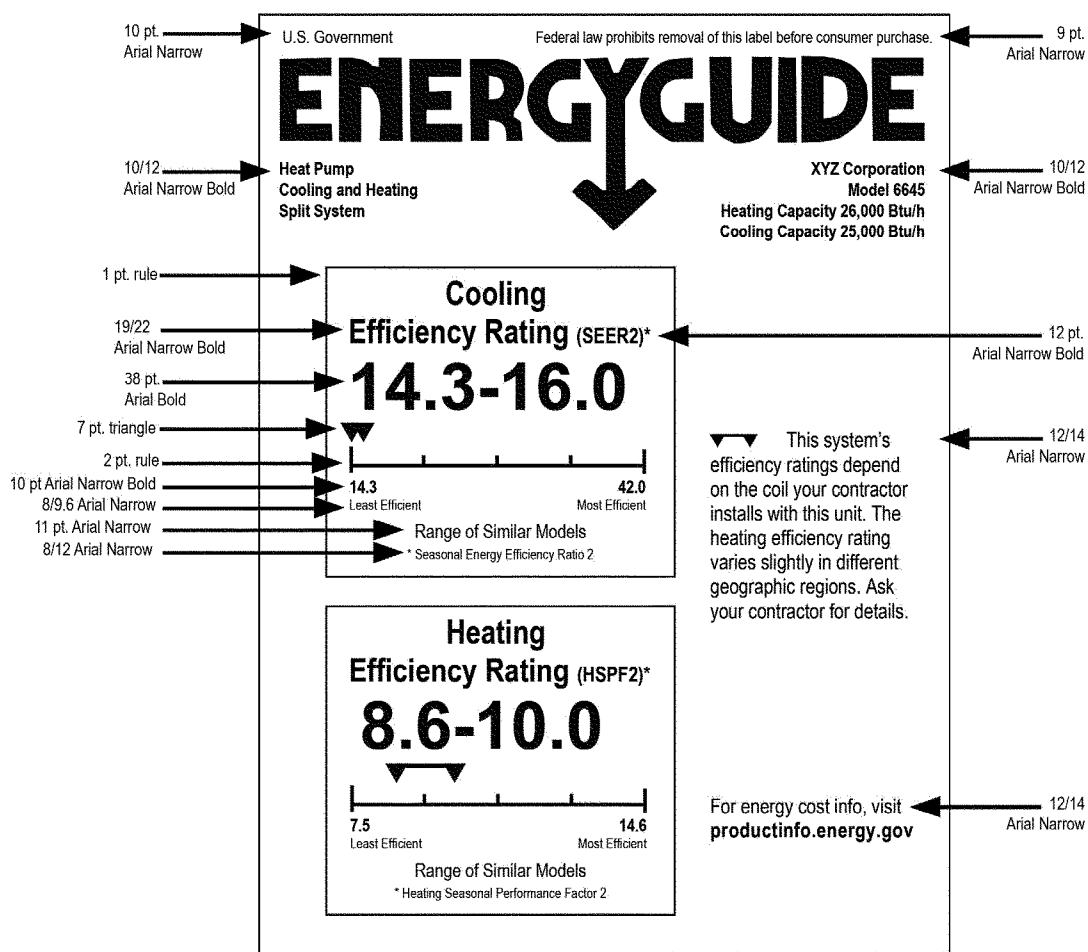 10 pt.
Arial Narrow
U.S. Government
Federal law prohibits removal of this label before consumer purchase.
9 pt.
Arial Narrow
ENERGYGUIDE
10/12
Arial Narrow Bold
Heat Pump
Cooling and Heating
Split System
XYZ Corporation
Model 6645
Heating Capacity 26,000 Btu/h
Cooling Capacity 25,000 Btu/h
10/12
Arial Narrow Bold
1 pt. rule
Cooling
19/22
Arial Narrow Bold
Efficiency Rating (SEER2)*
12 pt.
Arial Narrow Bold
38 pt.
Arial Bold
14.3-16.0
7 pt. triangle
2 pt. rule
10 pt Arial Narrow Bold
14.3
42.0
8/9.6 Arial Narrow
Least Efficient
Most Efficient
11 pt. Arial Narrow
Range of Similar Models
8/12 Arial Narrow
* Seasonal Energy Efficiency Ratio 2
This system's
efficiency ratings depend
on the coil your contractor
installs with this unit. The
heating efficiency rating
varies slightly in different
geographic regions. Ask
your contractor for details.
12/14
Arial Narrow
Heating
Efficiency Rating (HSPF2)*
8.6-10.0
7.5
14.6
Least Efficient
Most Efficient
Range of Similar Models
* Heating Seasonal Performance Factor 2
For energy cost info, visit
productinfo.energy.gov
12/14
Arial Narrow